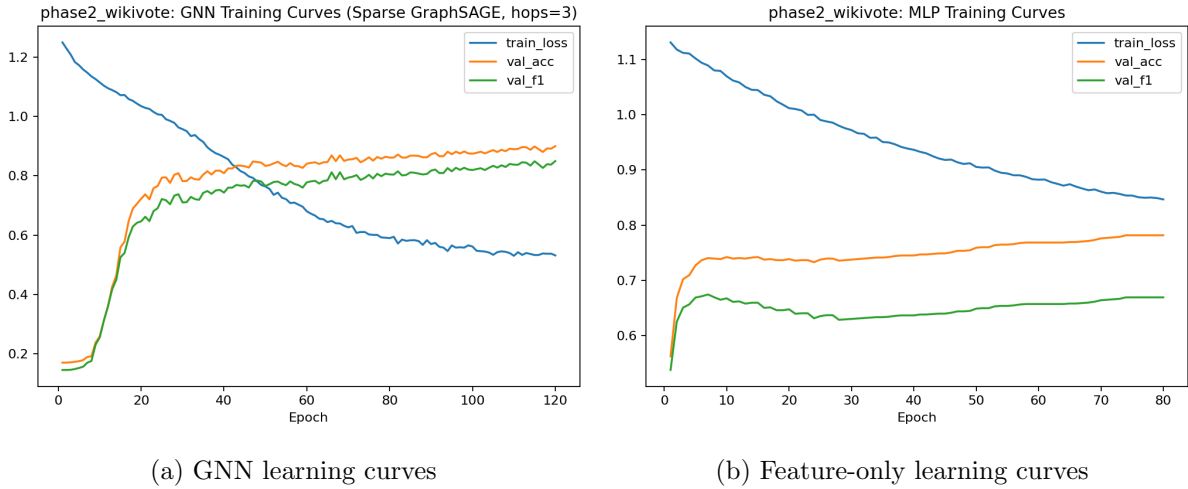 phase2_wikivote: GNN Training Curves (Sparse GraphSAGE, hops=3)
train_loss
val_acc
val_f1
1.2
1.0
0.8
0.6
0.4
0.2
0 20 40 60 80 100 120
Epoch
(a) GNN learning curves
phase2_wikivote: MLP Training Curves
train_loss
val_acc
val_f1
1.1
1.0
0.9
0.8
0.7
0.6
0 10 20 30 40 50 60 70 80
Epoch
(b) Feature-only learning curves